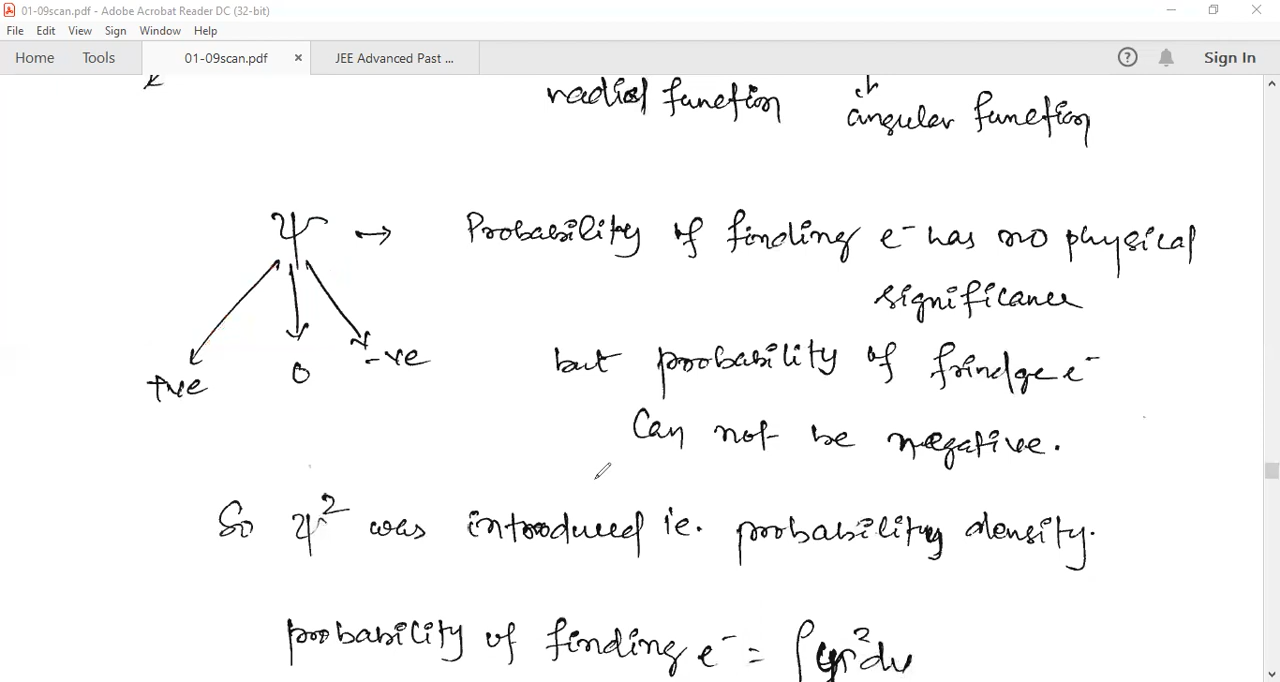 01-09scan.pdf - Adobe Acrobat Reader DC (32-bit)
File Edit View Sign Window Help
Home Tools 01-09scan.pdf × JEE Advanced Past ... ? Sign In
radial function angular function
ψ → Probability of finding e⁻ has no physical
significance
+ve 0 -ve but probability of frindge e⁻
Can not be negative.
So ψ² was introduced ie. probability density.
probability of finding e⁻ = ∫ψ²dv